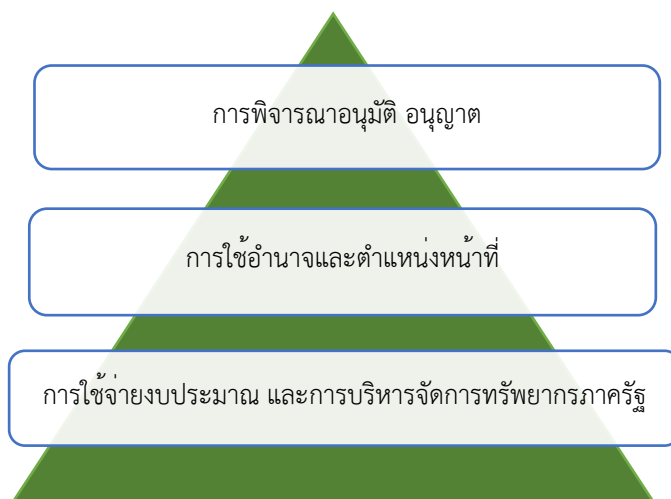 การพิจารณาอนุมัติ อนุญาต
การใช้อำนาจและตำแหน่งหน้าที่
การใช้จ่ายงบประมาณ และการบริหารจัดการทรัพยากรภาครัฐ